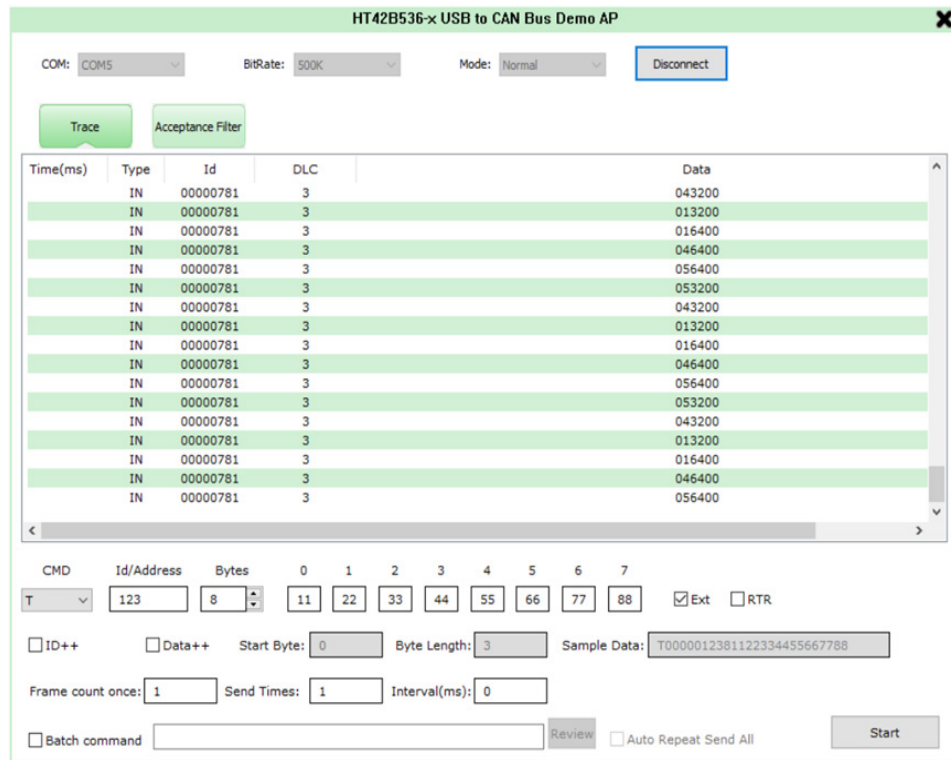 HT42B536-x USB to CAN Bus Demo AP
COM: COM5 BitRate: 500K Mode: Normal Disconnect
Trace Acceptance Filter
Time(ms) Type Id DLC Data
IN 00000781 3 043200
IN 00000781 3 013200
IN 00000781 3 016400
IN 00000781 3 046400
IN 00000781 3 056400
IN 00000781 3 053200
IN 00000781 3 043200
IN 00000781 3 013200
IN 00000781 3 016400
IN 00000781 3 046400
IN 00000781 3 056400
IN 00000781 3 053200
IN 00000781 3 043200
IN 00000781 3 013200
IN 00000781 3 016400
IN 00000781 3 046400
IN 00000781 3 056400
CMD Id/Address Bytes 0 1 2 3 4 5 6 7
T 123 8 11 22 33 44 55 66 77 88 Ext RTR
ID++ Data++ Start Byte: 0 Byte Length: 3 Sample Data: T0000012381122334455667788
Frame count once: 1 Send Times: 1 Interval(ms): 0
Batch command Review Auto Repeat Send All Start